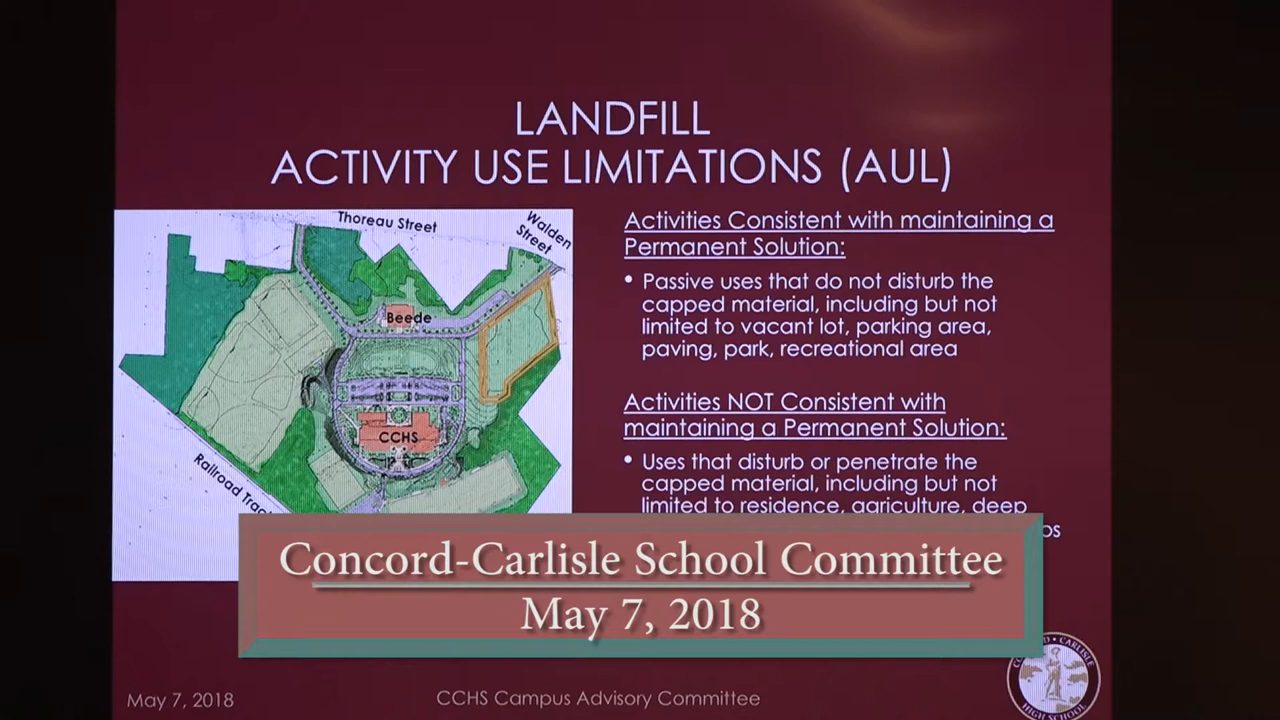 LANDFILL
ACTIVITY USE LIMITATIONS (AUL)
Thoreau Street
Walden
Street
Beede
CCHS
Railroad
Activities Consistent with maintaining a
Permanent Solution:
• Passive uses that do not disturb the
capped material, including but not
limited to vacant lot, parking area,
paving, park, recreational area
Activities NOT Consistent with
maintaining a Permanent Solution:
• Uses that disturb or penetrate the
capped material, including but not
limited to residence, agriculture, deep
Concord-Carlisle School Committee
May 7, 2018
May 7, 2018
CCHS Campus Advisory Committee
CARLISLE
HIGH SCHOOL